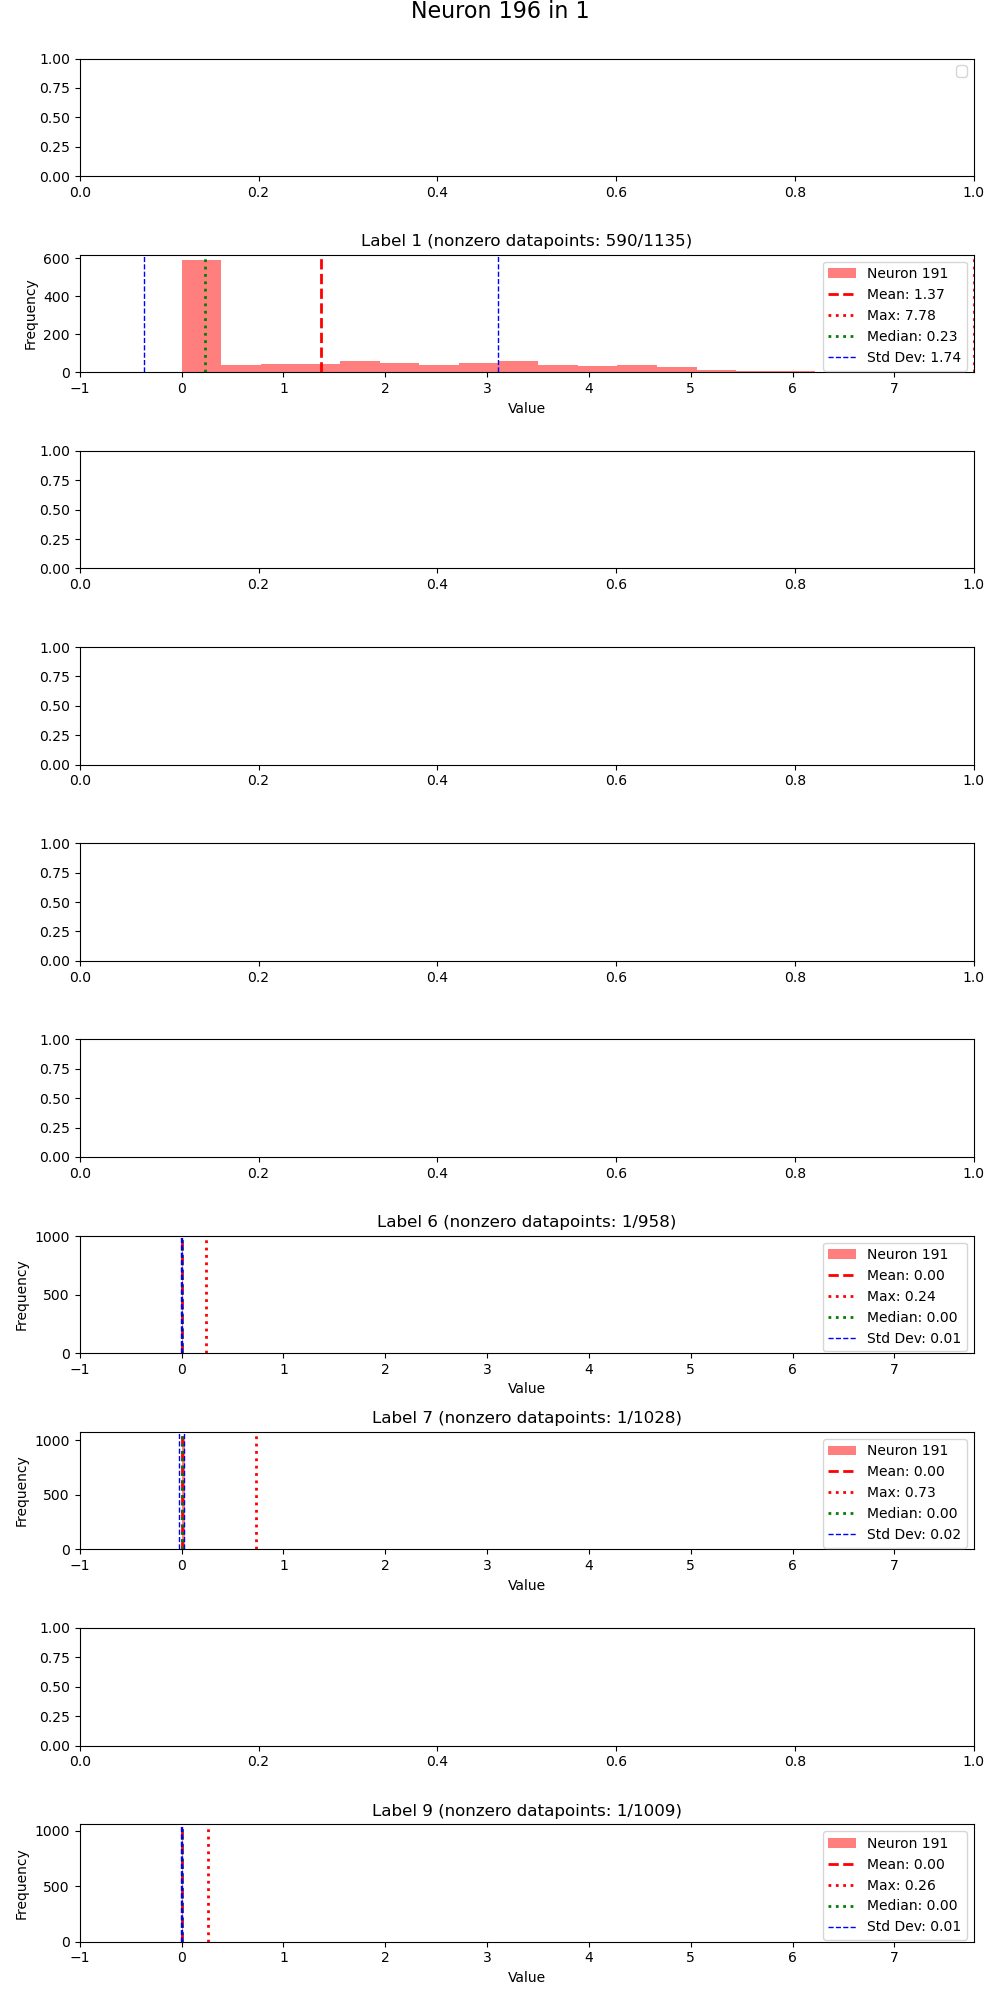 Neuron 196 in 1
1.00
0.75
0.50
0.25
0.00
0.0 0.2 0.4 0.6 0.8 1.0
Label 1 (nonzero datapoints: 590/1135)
600
400
200
0
Frequency
Neuron 191
Mean: 1.37
Max: 7.78
Median: 0.23
Std Dev: 1.74
−1 0 1 2 3 4 5 6 7
Value
1.00
0.75
0.50
0.25
0.00
0.0 0.2 0.4 0.6 0.8 1.0
1.00
0.75
0.50
0.25
0.00
0.0 0.2 0.4 0.6 0.8 1.0
1.00
0.75
0.50
0.25
0.00
0.0 0.2 0.4 0.6 0.8 1.0
1.00
0.75
0.50
0.25
0.00
0.0 0.2 0.4 0.6 0.8 1.0
Label 6 (nonzero datapoints: 1/958)
1000
500
0
Frequency
Neuron 191
Mean: 0.00
Max: 0.24
Median: 0.00
Std Dev: 0.01
−1 0 1 2 3 4 5 6 7
Value
Label 7 (nonzero datapoints: 1/1028)
1000
500
0
Frequency
Neuron 191
Mean: 0.00
Max: 0.73
Median: 0.00
Std Dev: 0.02
−1 0 1 2 3 4 5 6 7
Value
1.00
0.75
0.50
0.25
0.00
0.0 0.2 0.4 0.6 0.8 1.0
Label 9 (nonzero datapoints: 1/1009)
1000
500
0
Frequency
Neuron 191
Mean: 0.00
Max: 0.26
Median: 0.00
Std Dev: 0.01
−1 0 1 2 3 4 5 6 7
Value